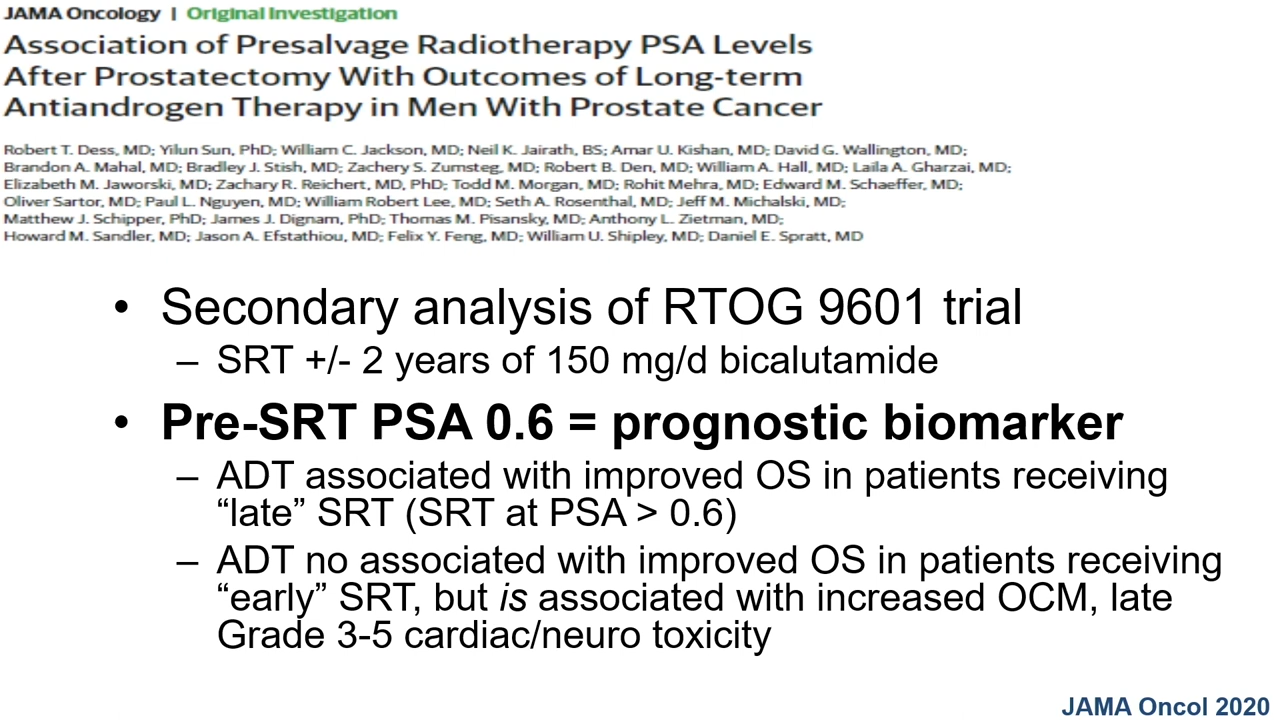 JAMA Oncology | Original Investigation
Association of Presalvage Radiotherapy PSA Levels
After Prostatectomy With Outcomes of Long-term
Antiandrogen Therapy in Men With Prostate Cancer
Robert T. Dess, MD; Yilun Sun, PhD; William C. Jackson, MD; Neil K. Jairath, BS; Amar U. Kishan, MD; David G. Wallington, MD;
Brandon A. Mahal, MD; Bradley J. Stish, MD; Zachery S. Zumsteg, MD; Robert B. Den, MD; William A. Hall, MD; Laila A. Gharzai, MD;
Elizabeth M. Jaworski, MD; Zachary R. Reichert, MD, PhD; Todd M. Morgan, MD; Rohit Mehra, MD; Edward M. Schaeffer, MD;
Oliver Sartor, MD; Paul L. Nguyen, MD; William Robert Lee, MD; Seth A. Rosenthal, MD; Jeff M. Michalski, MD;
Matthew J. Schipper, PhD; James J. Dignam, PhD; Thomas M. Pisansky, MD; Anthony L. Zietman, MD;
Howard M. Sandler, MD; Jason A. Efstathiou, MD; Felix Y. Feng, MD; William U. Shipley, MD; Daniel E. Spratt, MD
• Secondary analysis of RTOG 9601 trial
– SRT +/- 2 years of 150 mg/d bicalutamide
• Pre-SRT PSA 0.6 = prognostic biomarker
– ADT associated with improved OS in patients receiving
“late” SRT (SRT at PSA > 0.6)
– ADT no associated with improved OS in patients receiving
“early” SRT, but is associated with increased OCM, late
Grade 3-5 cardiac/neuro toxicity
JAMA Oncol 2020